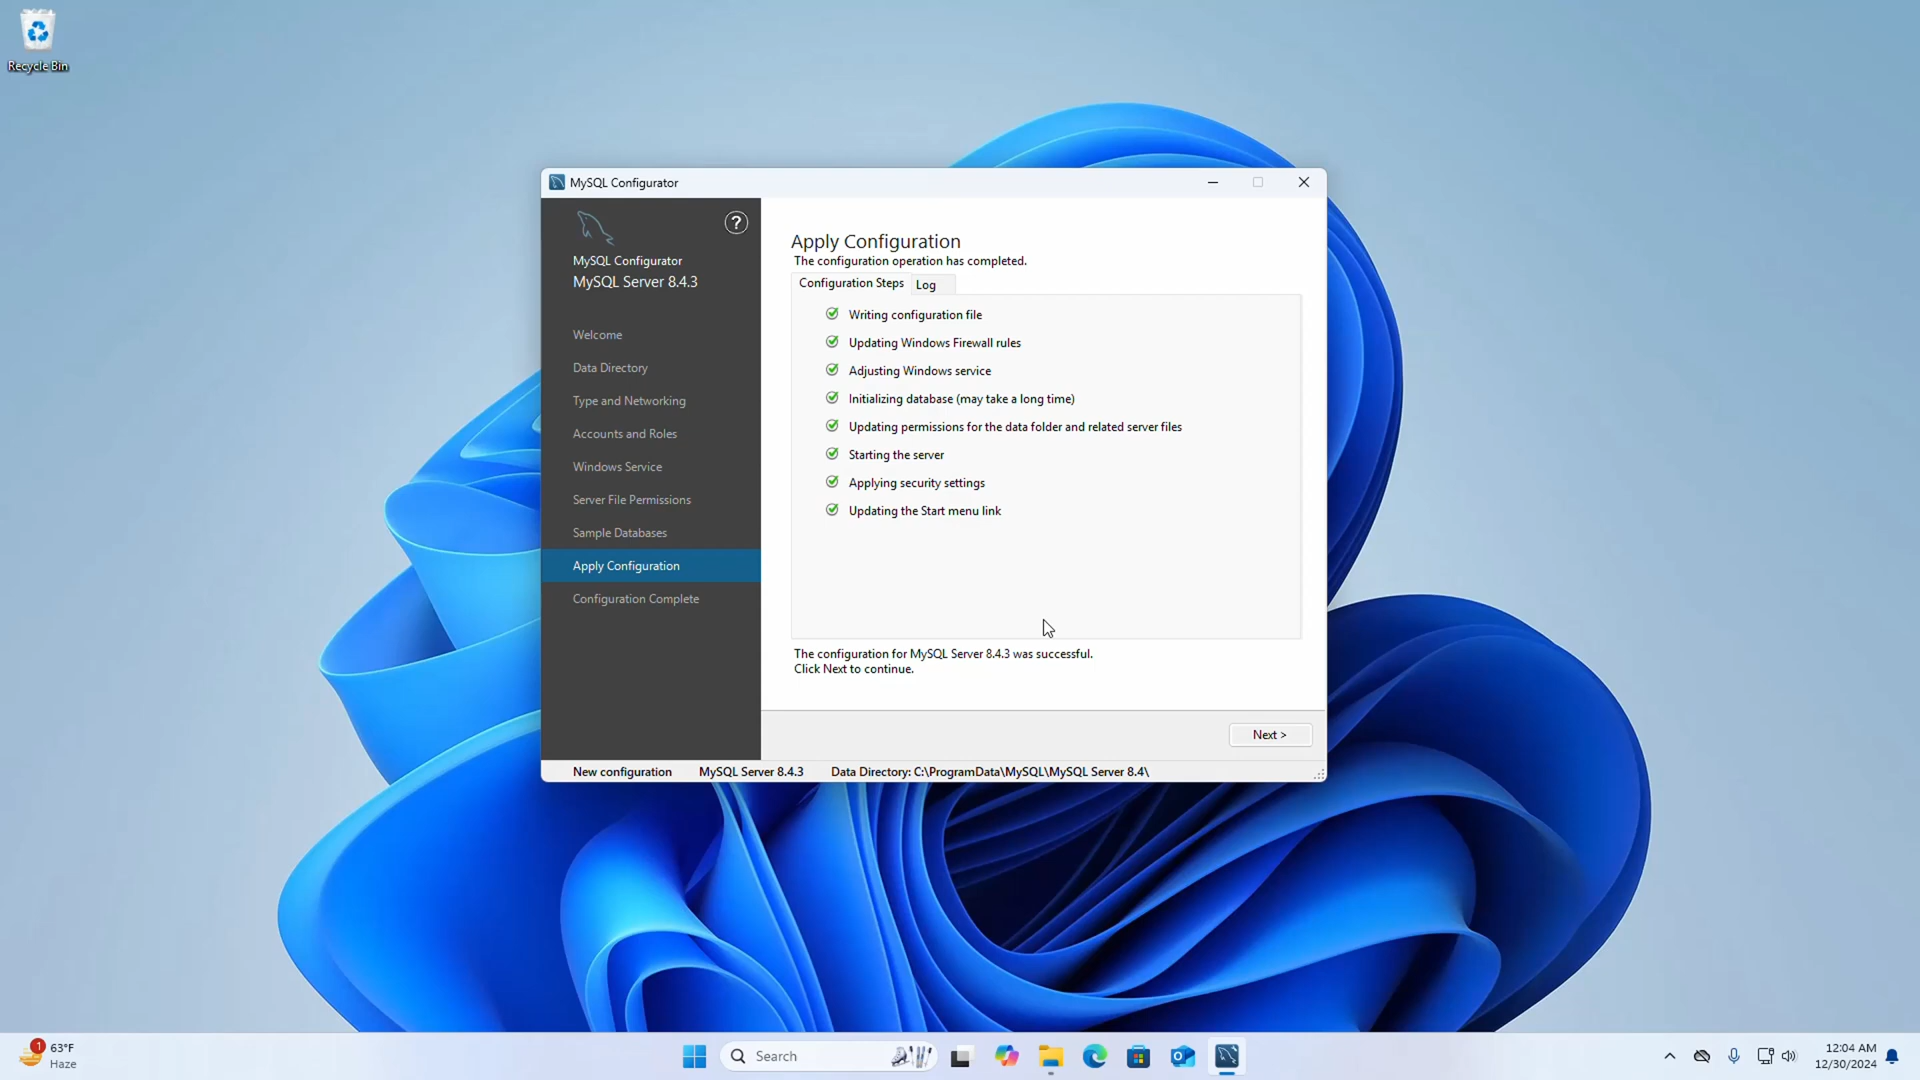 Recycle Bin
MySQL Configurator
?
MySQL Configurator
MySQL Server 8.4.3
Welcome
Data Directory
Type and Networking
Accounts and Roles
Windows Service
Server File Permissions
Sample Databases
Apply Configuration
Configuration Complete
Apply Configuration
The configuration operation has completed.
Configuration Steps Log
Writing configuration file
Updating Windows Firewall rules
Adjusting Windows service
Initializing database (may take a long time)
Updating permissions for the data folder and related server files
Starting the server
Applying security settings
Updating the Start menu link
The configuration for MySQL Server 8.4.3 was successful.
Click Next to continue.
Next >
New configuration MySQL Server 8.4.3 Data Directory: C:\ProgramData\MySQL\MySQL Server 8.4\
1
63°F
Haze
Search
12:04 AM
12/30/2024